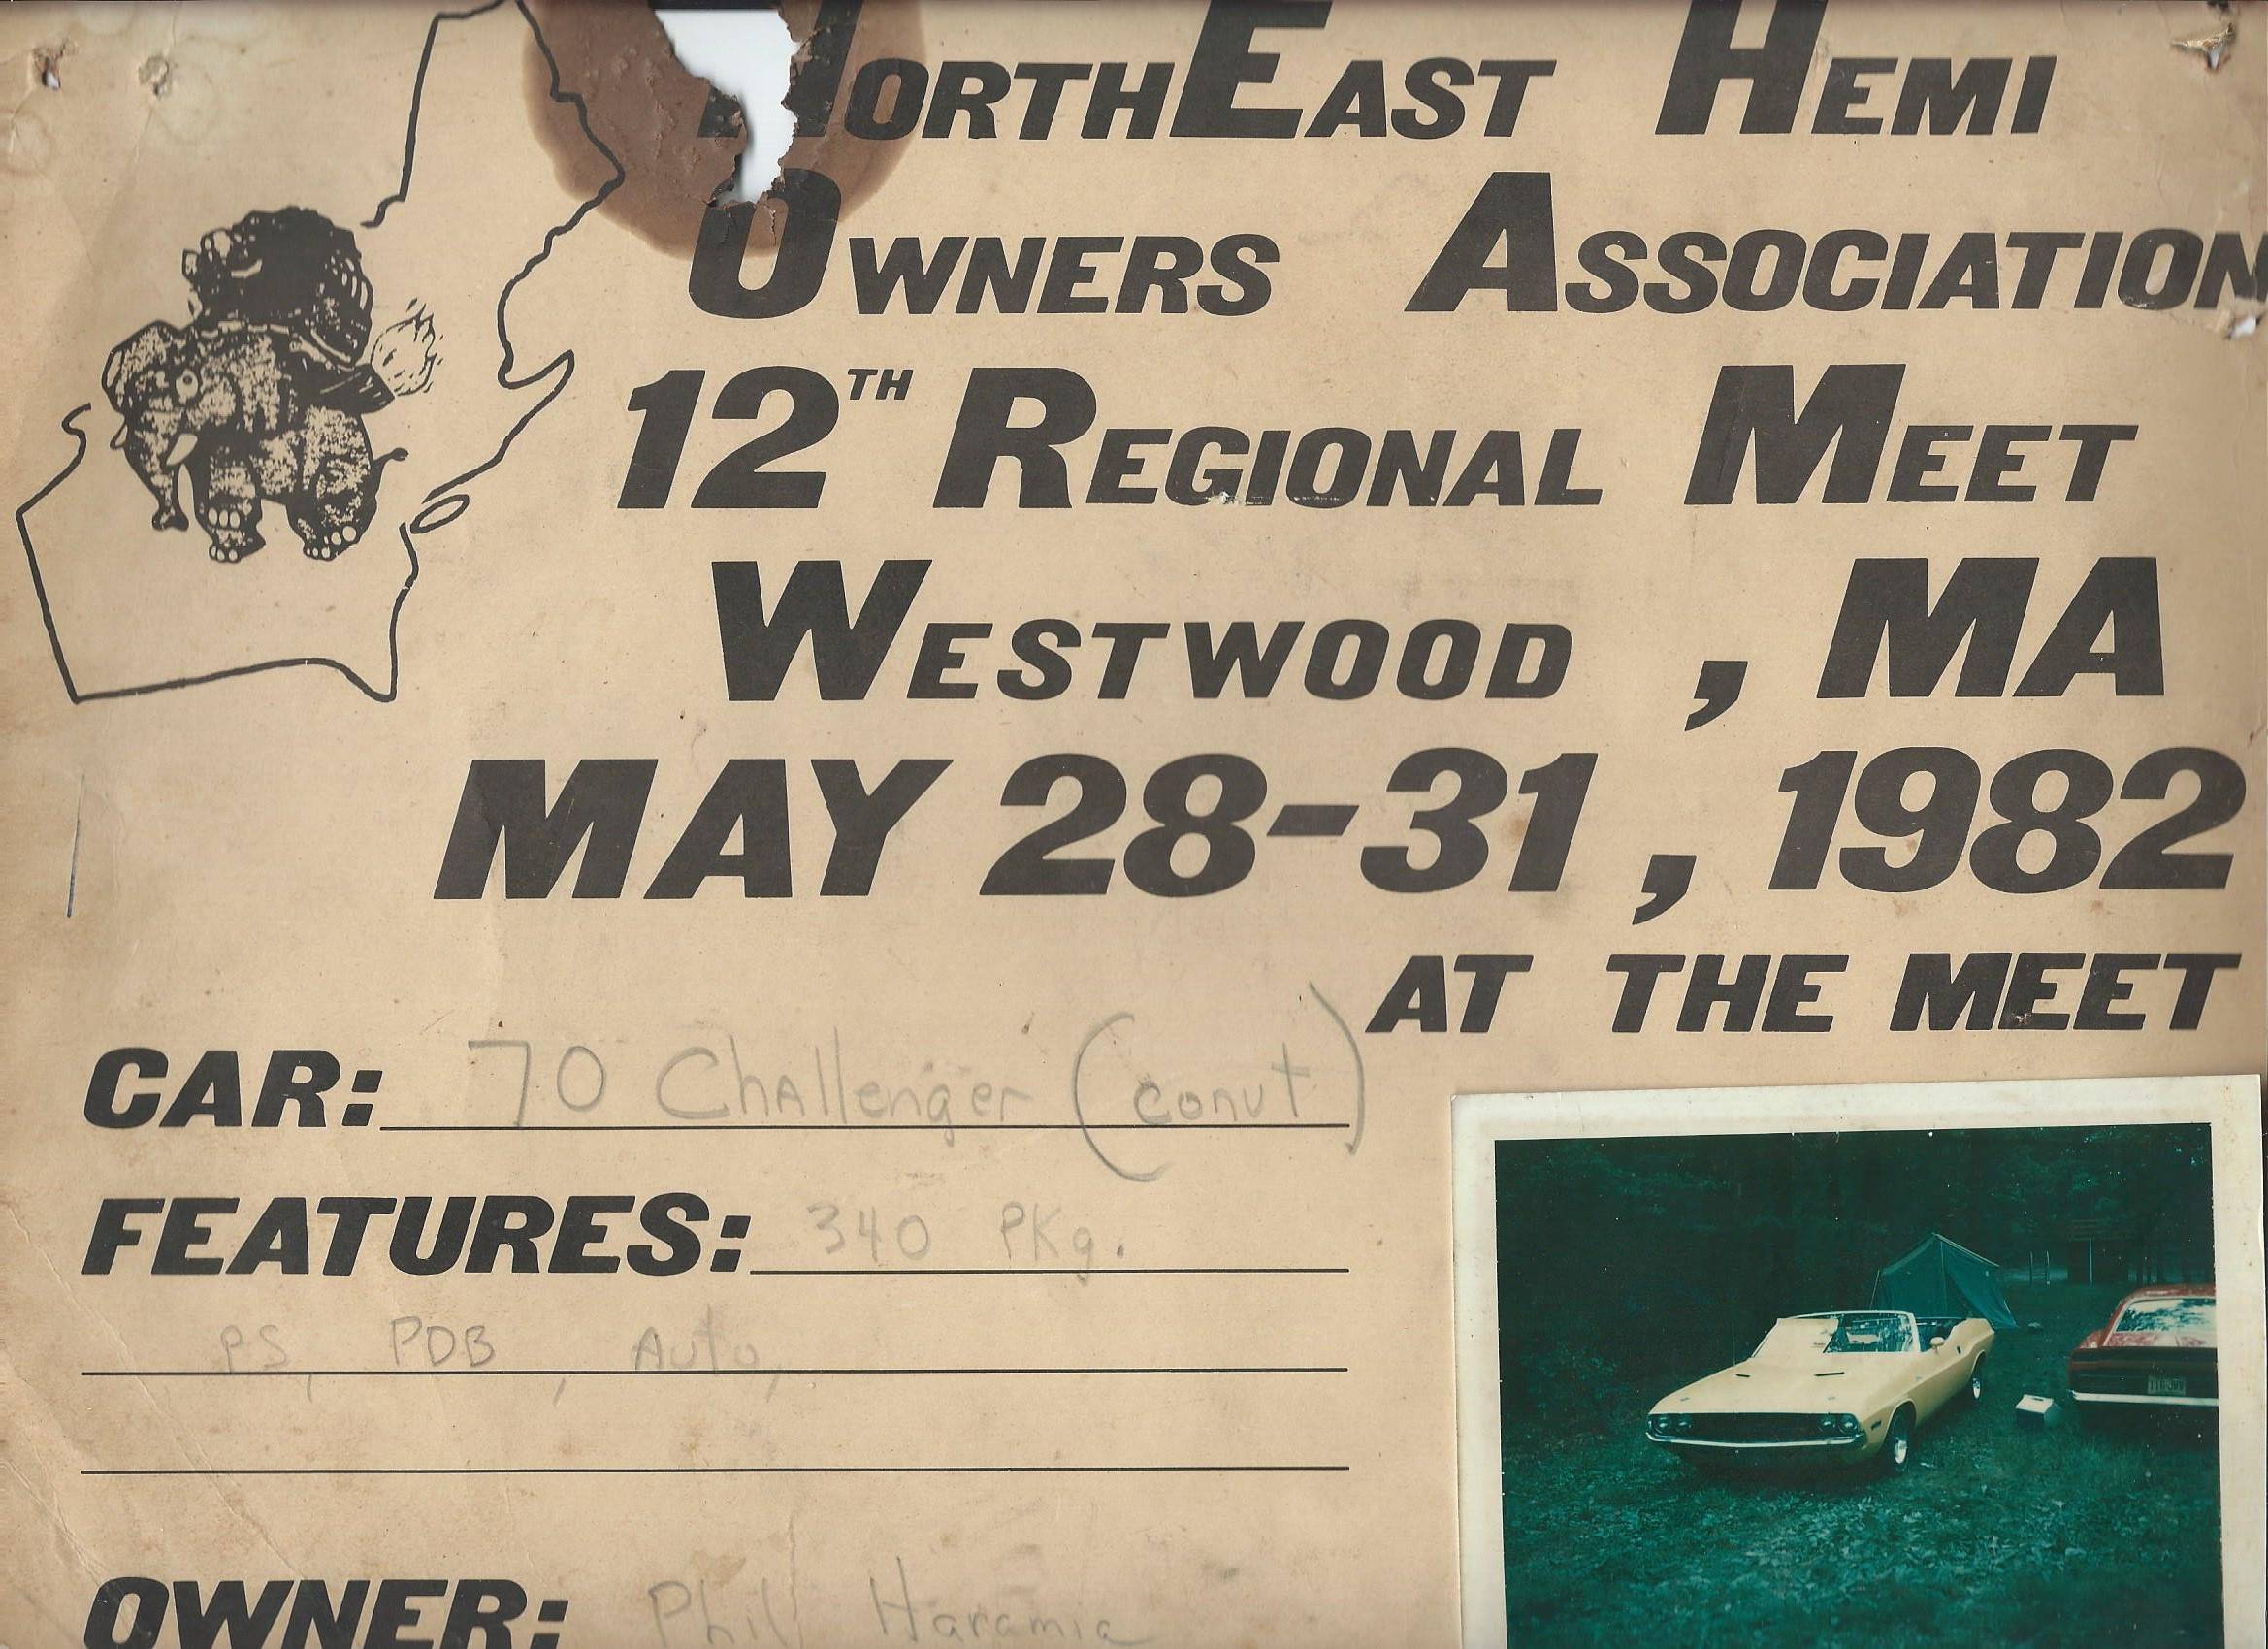 NORTHEAST HEMI
OWNERS ASSOCIATION
12TH REGIONAL MEET
WESTWOOD , MA
MAY 28-31 , 1982
AT THE MEET
CAR: 70 Challenger (conut)
FEATURES: 340 PKg.
PS, PDB, Auto,
OWNER: Phil Haramia